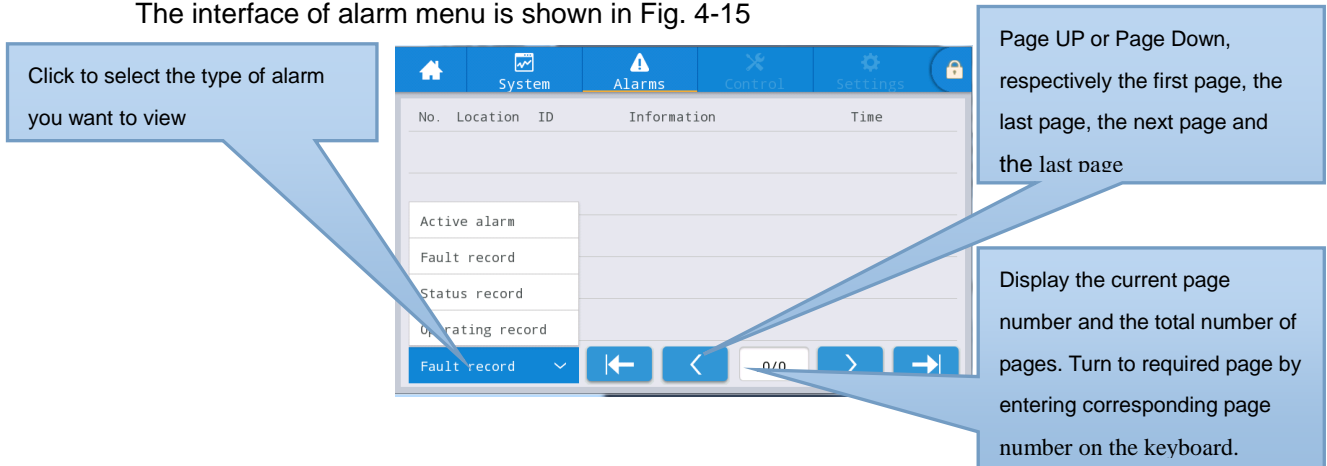 The interface of alarm menu is shown in Fig. 4-15
Click to select the type of alarm
you want to view
System
Alarms
Control
Settings
No. Location ID Information Time
Active alarm
Fault record
Status record
Operating record
Fault record
0/0
Page UP or Page Down,
respectively the first page, the
last page, the next page and
the last page
Display the current page
number and the total number of
pages. Turn to required page by
entering corresponding page
number on the keyboard.